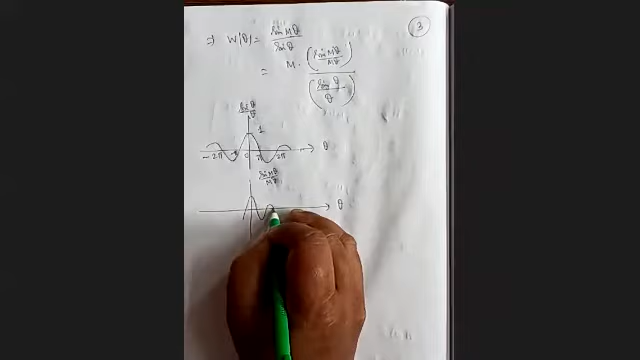 3
⇒ W(θ) = sin Mθ / sin θ
= M · (sin Mθ / Mθ) / (sin θ / θ)
sin θ / θ
1
-2π 0 π 2π θ
sin Mθ / Mθ
θ